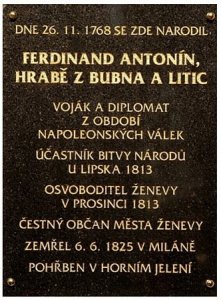 DNE 26. 11. 1768 SE ZDE NARODIL
FERDINAND ANTONÍN,
HRABĚ Z BUBNA A LITIC
VOJÁK A DIPLOMAT
Z OBDOBÍ
NAPOLEONSKÝCH VÁLEK
ÚČASTNÍK BITVY NÁRODŮ
U LIPSKA 1813
OSVOBODITEL ŽENEVY
V PROSINCI 1813
ČESTNÝ OBČAN MĚSTA ŽENEVY
ZEMŘEL 6. 6. 1825 V MILÁNĚ
POHŘBEN V HORNÍM JELENÍ